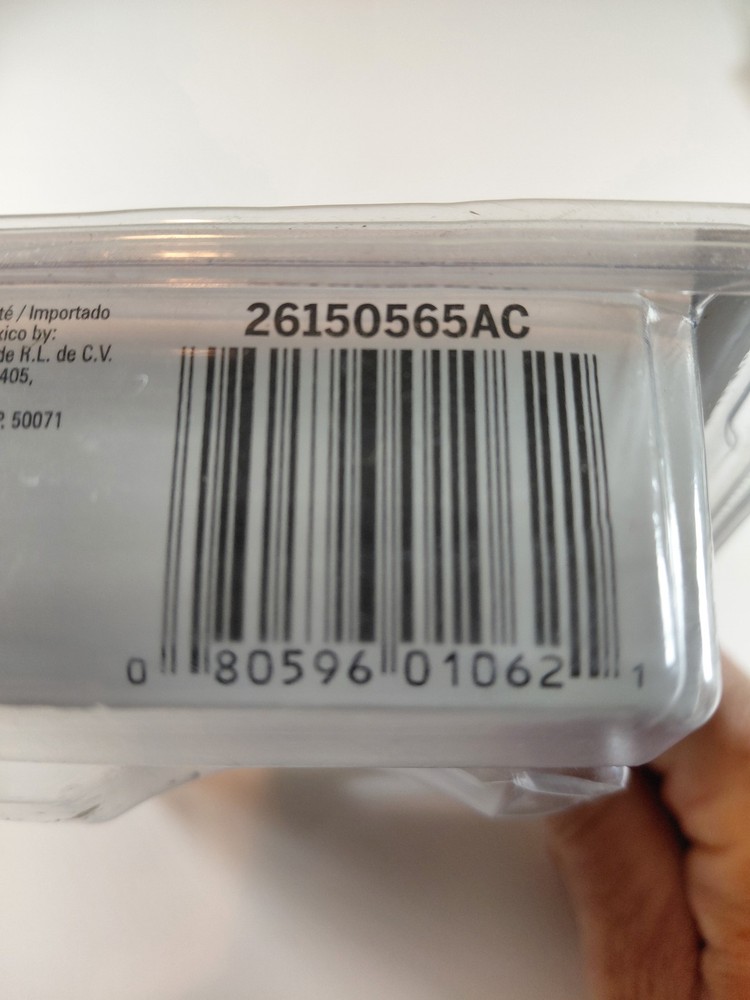 té / Importado
xico by:
de R.L. de C.V.
405,
P. 50071
26150565AC
0 80596 01062 1